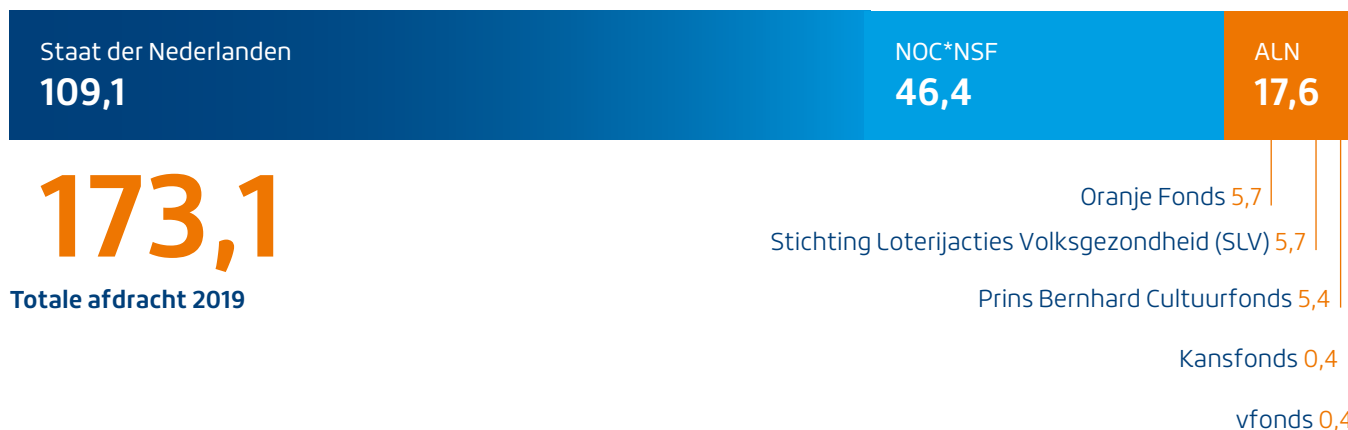 Staat der Nederlanden
109,1
NOC*NSF
46,4
ALN
17,6
173,1
Totale afdracht 2019
Oranje Fonds 5,7
Stichting Loterijacties Volksgezondheid (SLV) 5,7
Prins Bernhard Cultuurfonds 5,4
Kansfonds 0,4
vfonds 0,4